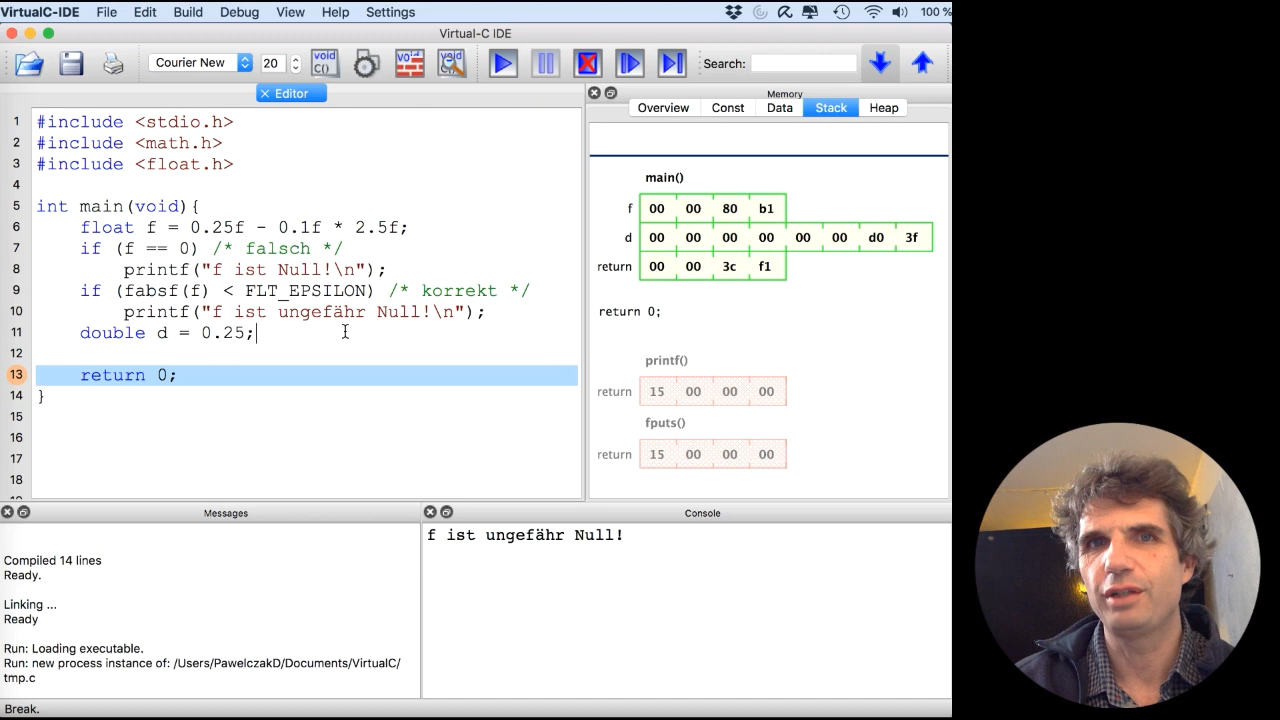 VirtualC-IDE File Edit Build Debug View Help Settings 100 %
Virtual-C IDE
Courier New 20 void C() void void C() Search:
Editor
Memory
Overview Const Data Stack Heap
1 #include <stdio.h>
2 #include <math.h>
3 #include <float.h>
4
5 int main(void){
6 float f = 0.25f - 0.1f * 2.5f;
7 if (f == 0) /* falsch */
8 printf("f ist Null!\n");
9 if (fabsf(f) < FLT_EPSILON) /* korrekt */
10 printf("f ist ungefähr Null!\n");
11 double d = 0.25;
12
13 return 0;
14 }
15
16
17
18
main()
f 00 00 80 b1
d 00 00 00 00 00 00 d0 3f
return 00 00 3c f1
return 0;
printf()
return 15 00 00 00
fputs()
return 15 00 00 00
Messages
Compiled 14 lines
Ready.
Linking ...
Ready
Run: Loading executable.
Run: new process instance of: /Users/PawelczakD/Documents/VirtualC/
tmp.c
Console
f ist ungefähr Null!
Break.